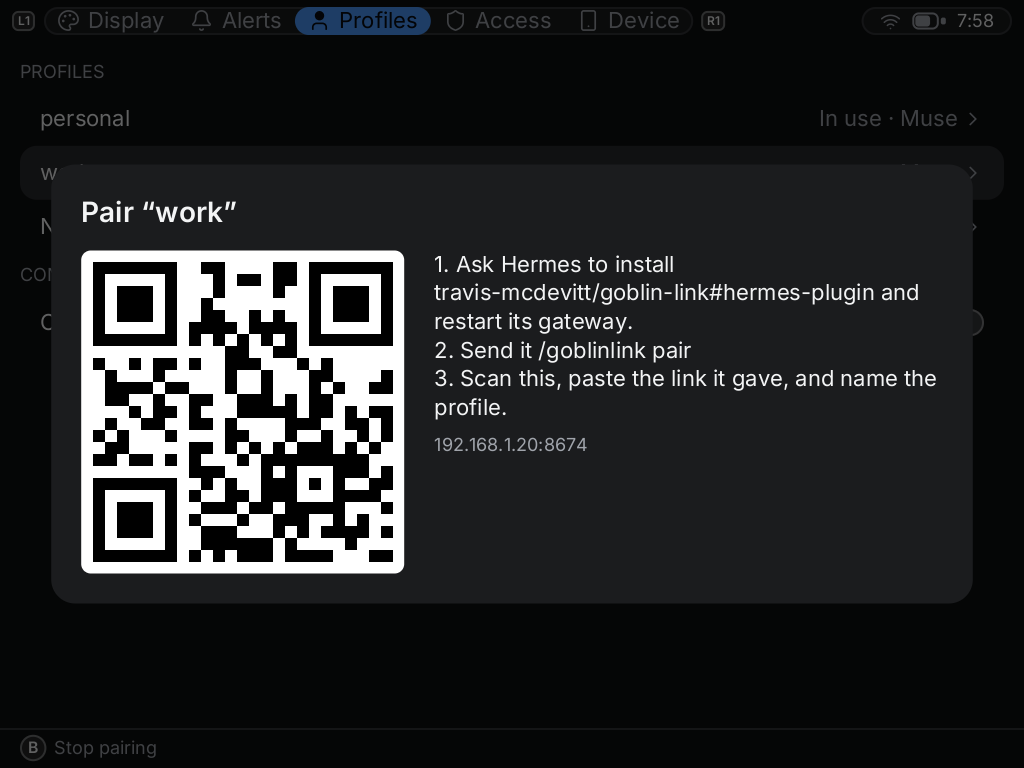 L1 Display Alerts Profiles Access Device R1 7:58
PROFILES
personal In use · Muse
Pair “work”
1. Ask Hermes to install
travis-mcdevitt/goblin-link#hermes-plugin and
restart its gateway.
2. Send it /goblinlink pair
3. Scan this, paste the link it gave, and name the
profile.
192.168.1.20:8674
B Stop pairing